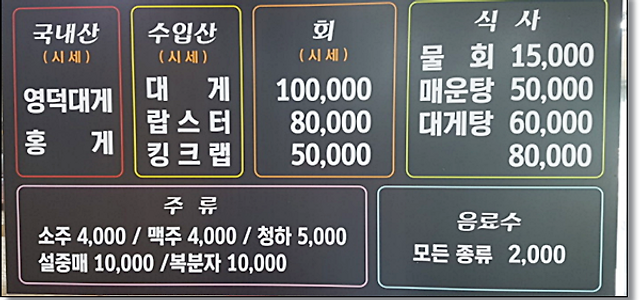 국내산
(시세)
영덕대게
홍 게
수입산
(시세)
대 게
랍스터
킹크랩
회
(시세)
100,000
80,000
50,000
식 사
물 회 15,000
매운탕 50,000
대게탕 60,000
80,000
주 류
소주 4,000 / 맥주 4,000 / 청하 5,000
설중매 10,000 /복분자 10,000
음료수
모든 종류 2,000